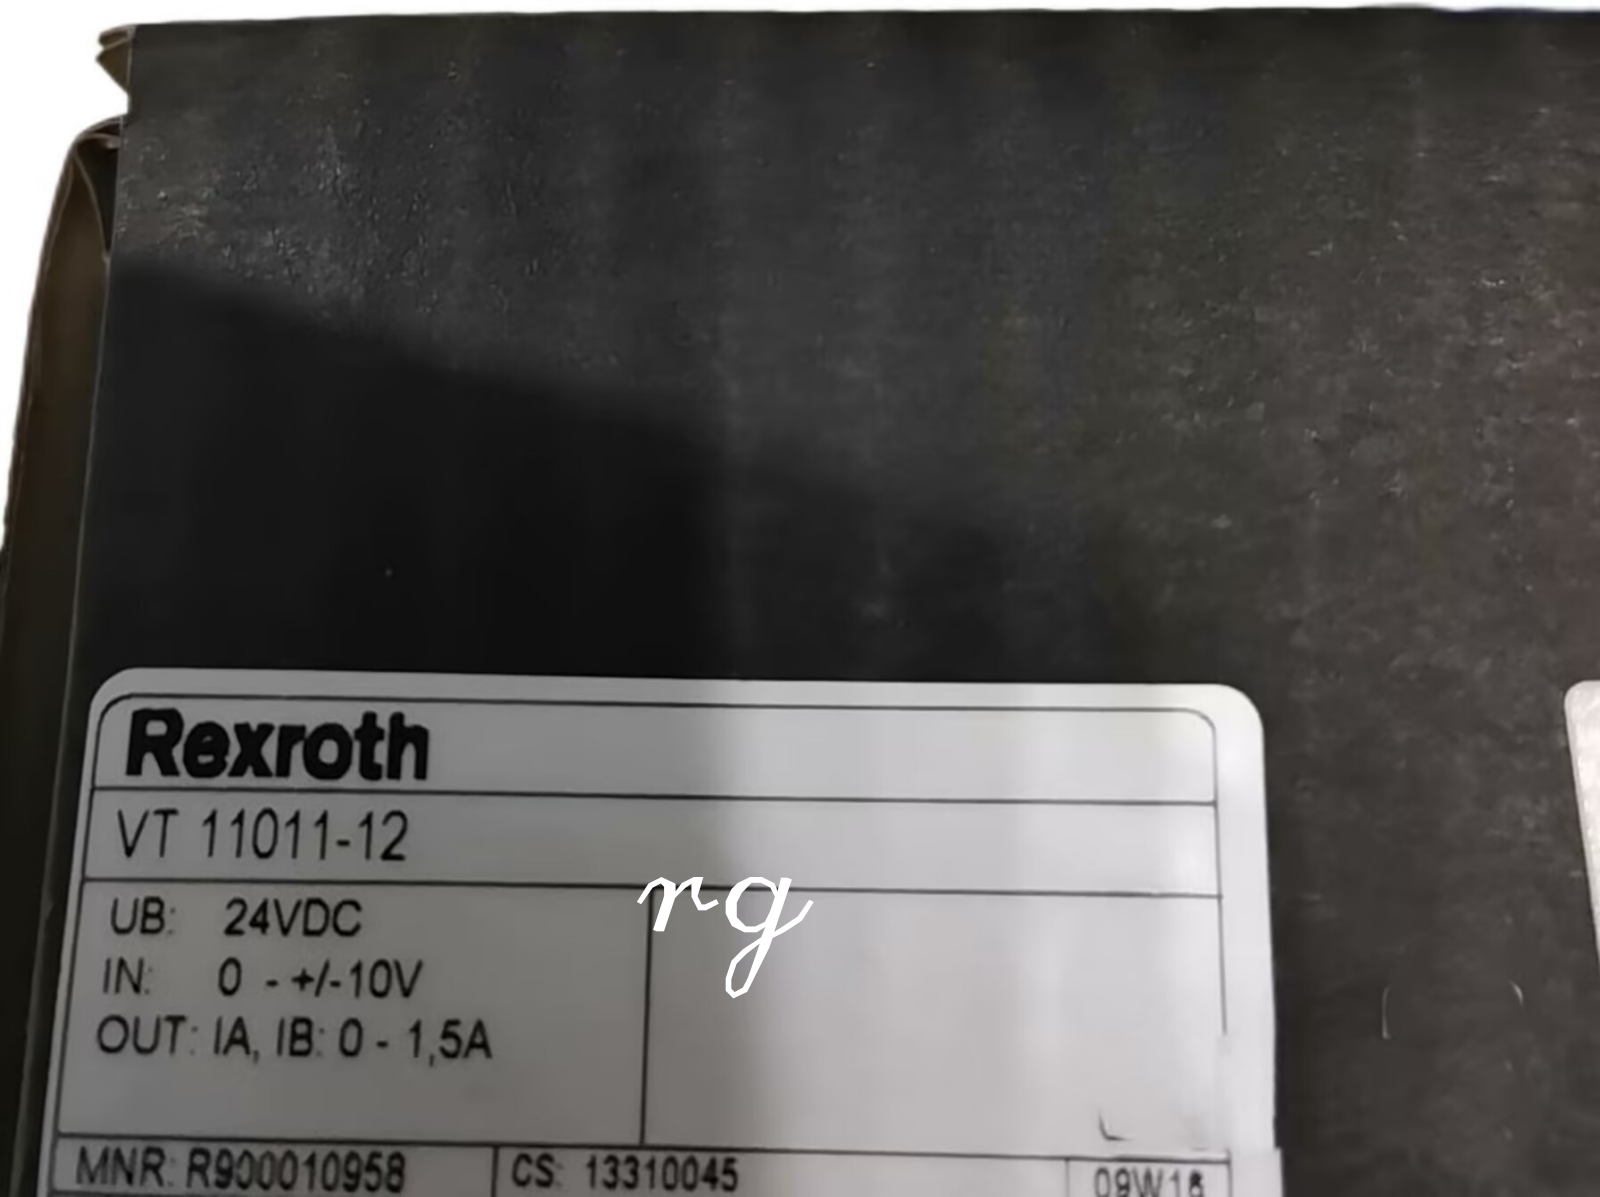 Rexroth
VT 11011-12
rg
UB: 24VDC
IN: 0 - +/-10V
OUT: IA, IB: 0 - 1,5A
MNR: R900010958 CS: 13310045